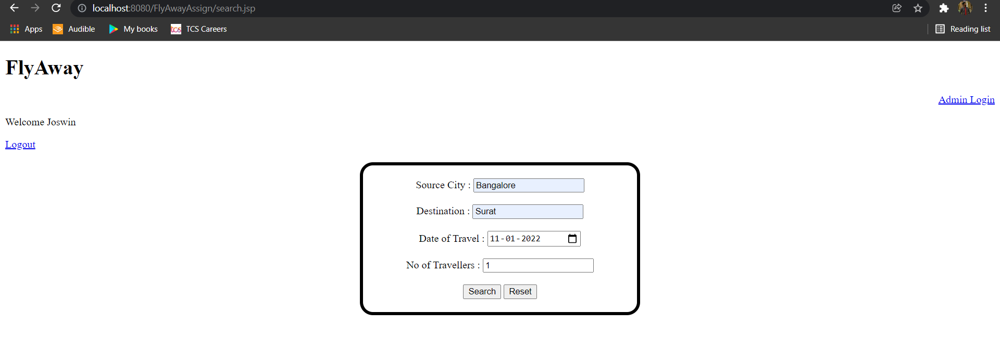 localhost:8080/FlyAwayAssign/search.jsp
Apps Audible My books tcs TCS Careers Reading list
FlyAway
Admin Login
Welcome Joswin
Logout
Source City : Bangalore
Destination : Surat
Date of Travel : 11-01-2022
No of Travellers : 1
Search Reset